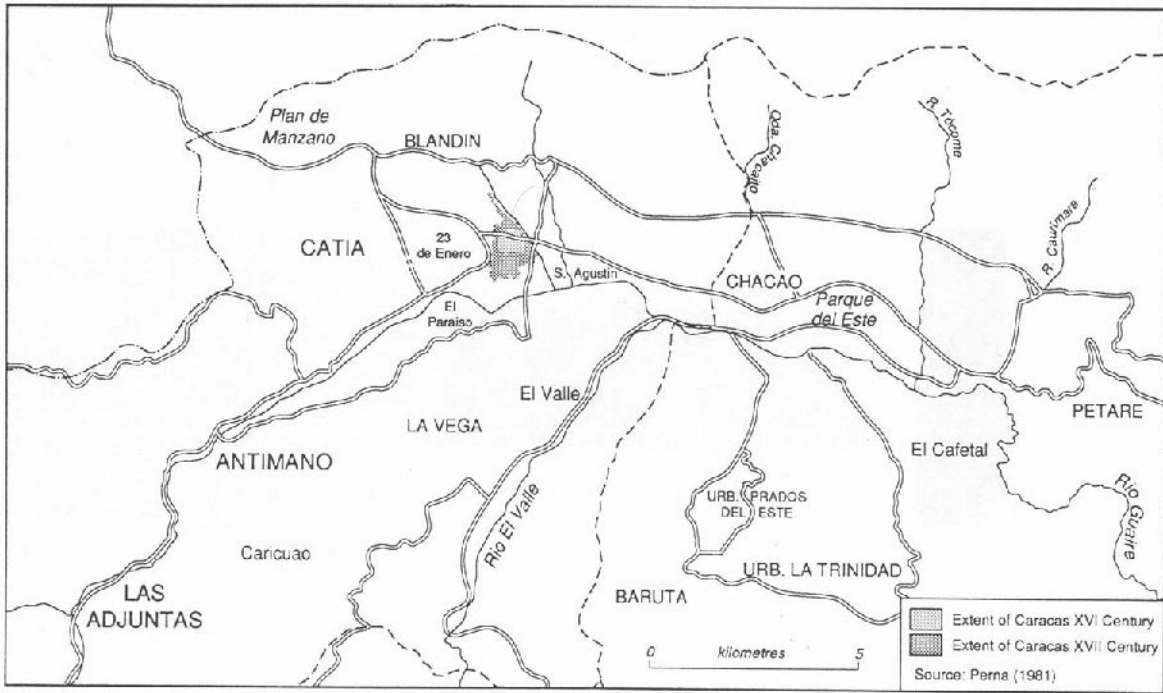 Plan de
Manzano
BLANDIN
Qda. Chacaito
R. Tócome
R. Caurimare
CATIA
23
de Enero
S. Agustín
CHACAO
Parque
del Este
El
Paraiso
El Valle
LA VEGA
ANTIMANO
PETARE
El Cafetal
Rio Guaire
URB. PRADOS
DEL ESTE
Rio El Valle
Caricuao
LAS
ADJUNTAS
BARUTA
URB. LA TRINIDAD
0 kilometres 5
Extent of Caracas XVI Century
Extent of Caracas XVII Century
Source: Perna (1981)